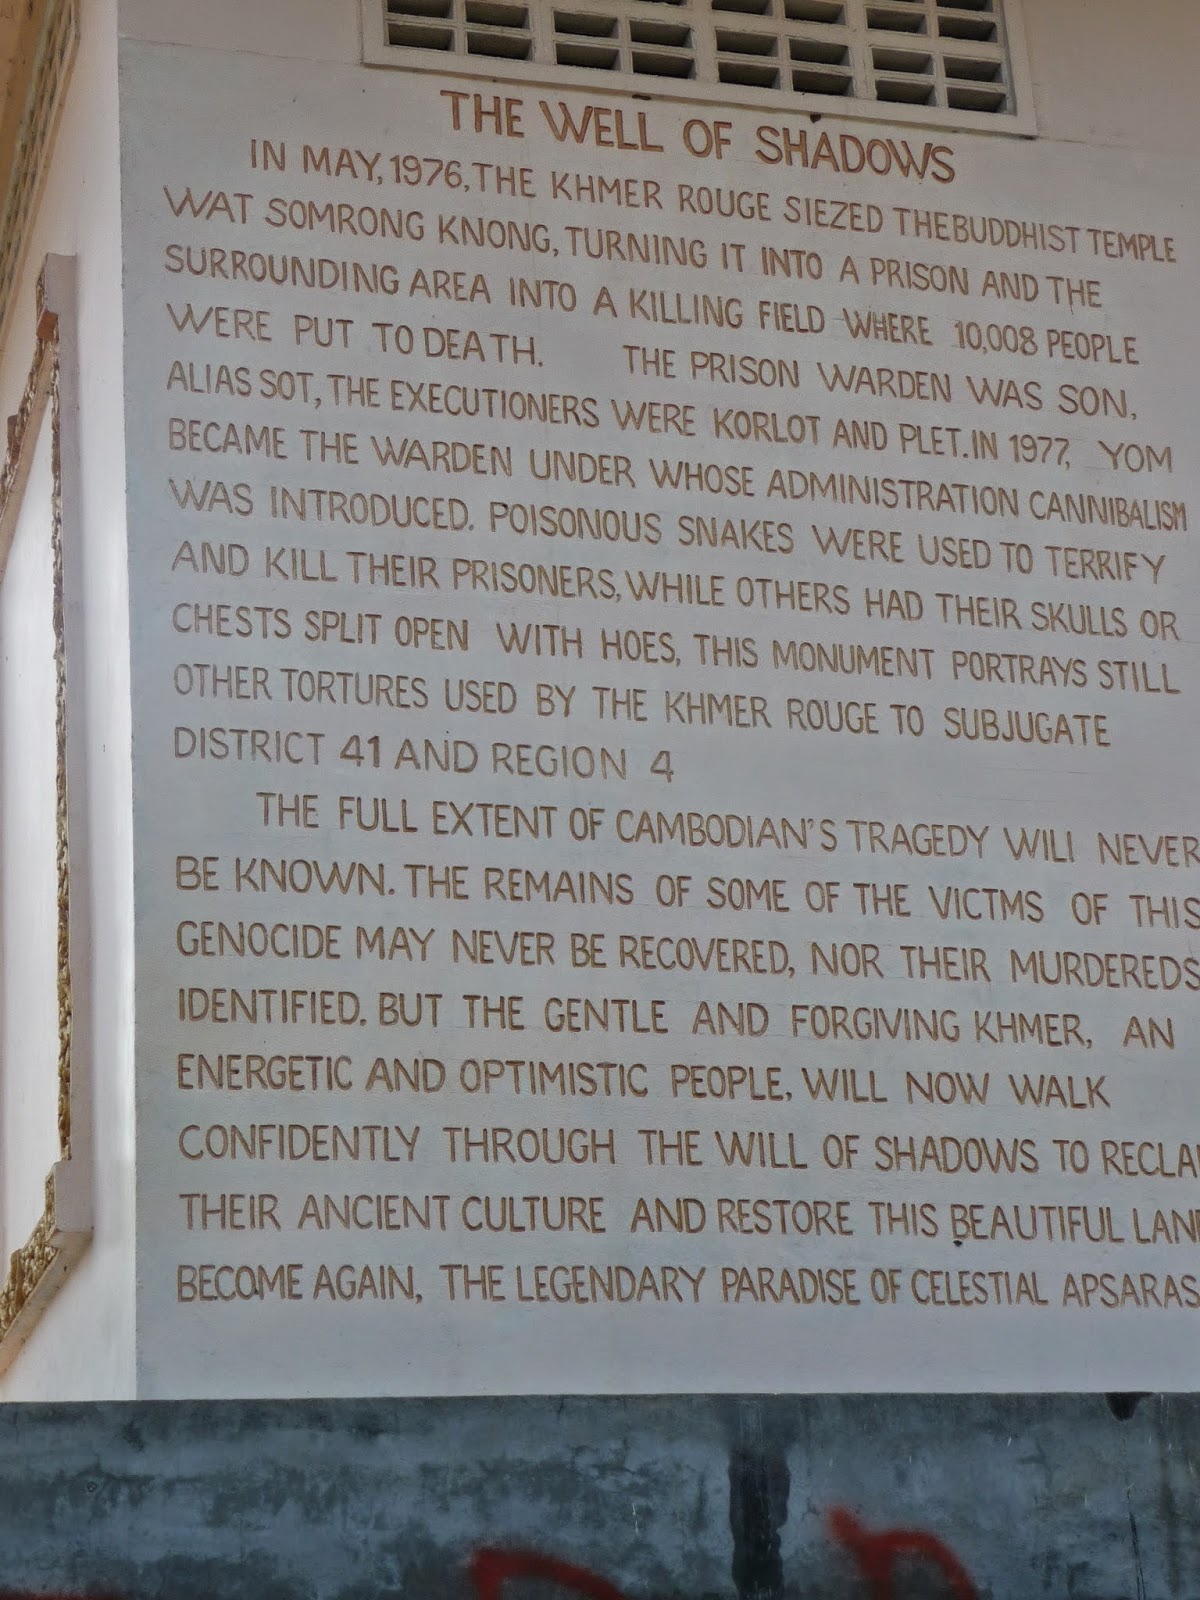 THE WELL OF SHADOWS
IN MAY, 1976, THE KHMER ROUGE SIEZED THEBUDDHIST TEMPLE
WAT SOMRONG KNONG, TURNING IT INTO A PRISON AND THE
SURROUNDING AREA INTO A KILLING FIELD WHERE 10,008 PEOPLE
WERE PUT TO DEATH. THE PRISON WARDEN WAS SON,
ALIAS SOT, THE EXECUTIONERS WERE KORLOT AND PLET. IN 1977, YOM
BECAME THE WARDEN UNDER WHOSE ADMINISTRATION CANNIBALISM
WAS INTRODUCED. POISONOUS SNAKES WERE USED TO TERRIFY
AND KILL THEIR PRISONERS, WHILE OTHERS HAD THEIR SKULLS OR
CHESTS SPLIT OPEN WITH HOES, THIS MONUMENT PORTRAYS STILL
OTHER TORTURES USED BY THE KHMER ROUGE TO SUBJUGATE
DISTRICT 41 AND REGION 4
THE FULL EXTENT OF CAMBODIAN'S TRAGEDY WILL NEVER
BE KNOWN. THE REMAINS OF SOME OF THE VICTMS OF THIS
GENOCIDE MAY NEVER BE RECOVERED, NOR THEIR MURDEREDS
IDENTIFIED. BUT THE GENTLE AND FORGIVING KHMER, AN
ENERGETIC AND OPTIMISTIC PEOPLE, WILL NOW WALK
CONFIDENTLY THROUGH THE WILL OF SHADOWS TO RECLAI
THEIR ANCIENT CULTURE AND RESTORE THIS BEAUTIFUL LAN
BECOME AGAIN, THE LEGENDARY PARADISE OF CELESTIAL APSARAS